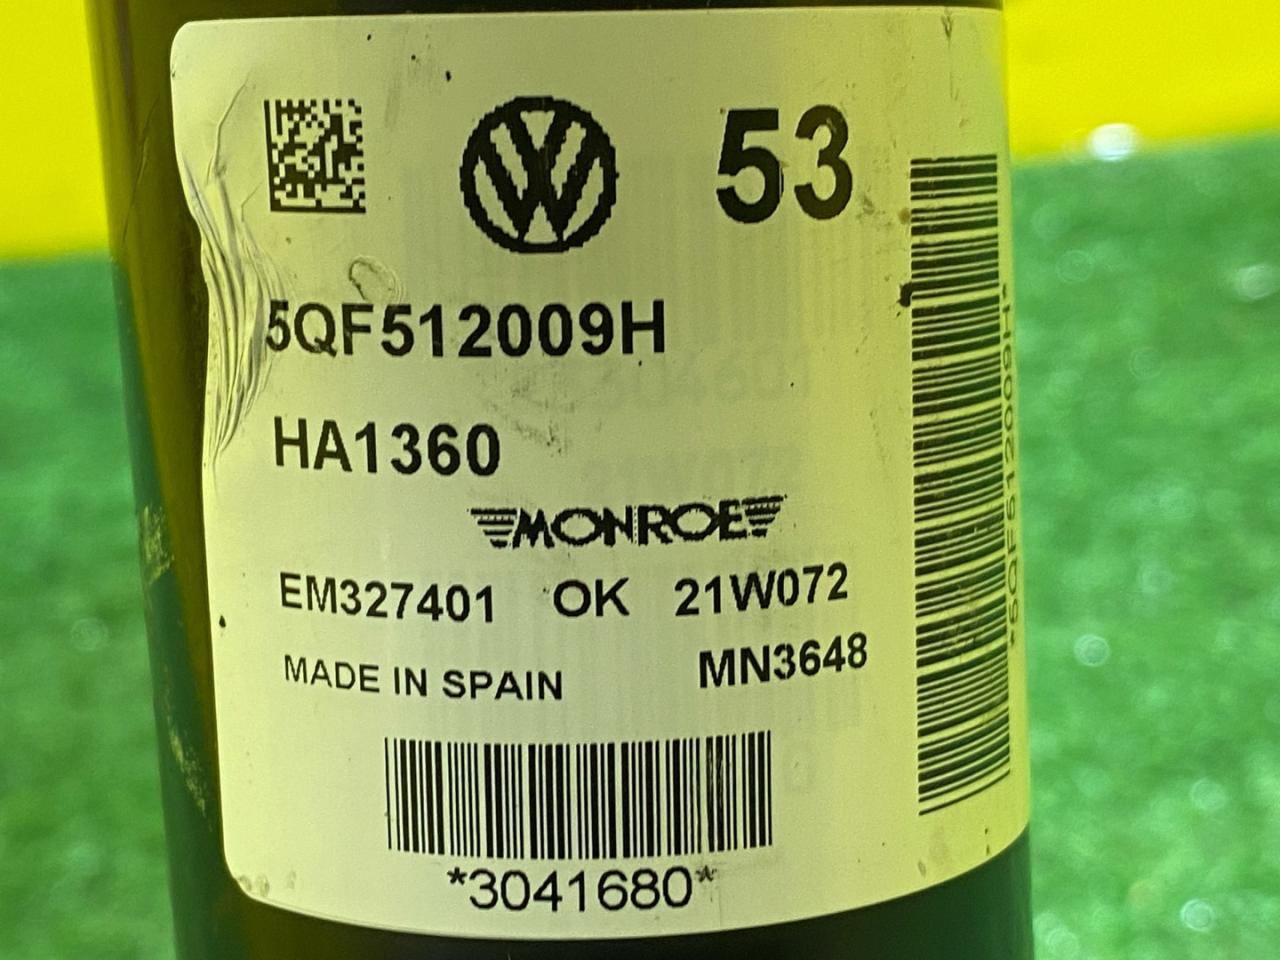 53
5QF512009H
HA1360
MONROE
EM327401 OK 21W072
MADE IN SPAIN MN3648
*3041680*
*5QF512009H*